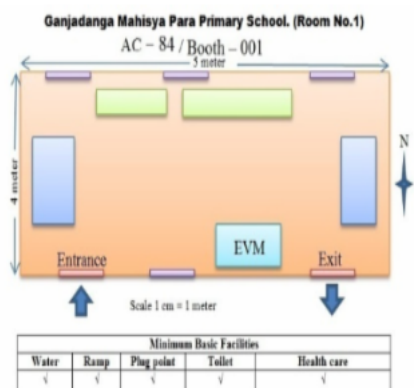 Ganjadanga Mahisya Para Primary School. (Room No.1)
AC – 84 / Booth – 001
5 meter
4 meter
N
EVM
Entrance
Exit
Scale 1 cm = 1 meter
Minimum Basic Facilities
Water Ramp Plug point Toilet Health care
√ √ √ √ √